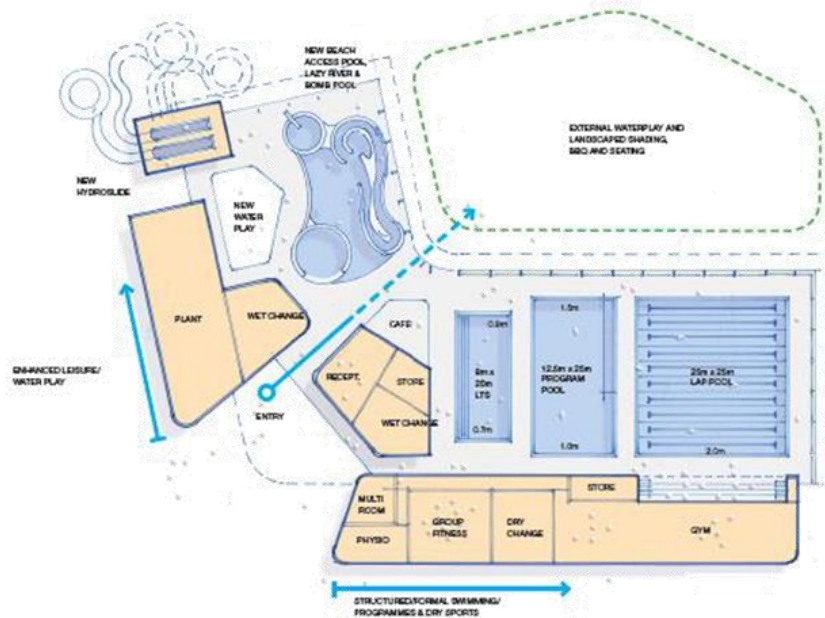 NEW BEACH
ACCESS POOL,
LAZY RIVER &
BOMB POOL
EXTERNAL WATERPLAY AND
LANDSCAPED SHADING,
BBQ AND SEATING
NEW
HYDROSLIDE
NEW
WATER
PLAY
PLANT
WET CHANGE
CAFE
ENHANCED LEISURE/
WATER PLAY
RECEPT.
STORE
WET CHANGE
ENTRY
0.9m
8m x
20m
LTS
0.7m
1.5m
12.5m x 25m
PROGRAM
POOL
1.0m
25m x 25m
LAP POOL
2.0m
MULTI
ROOM
PHYSIO
GROUP
FITNESS
DRY
CHANGE
STORE
GYM
STRUCTURED/FORMAL SWIMMING/
PROGRAMMES & DRY SPORTS